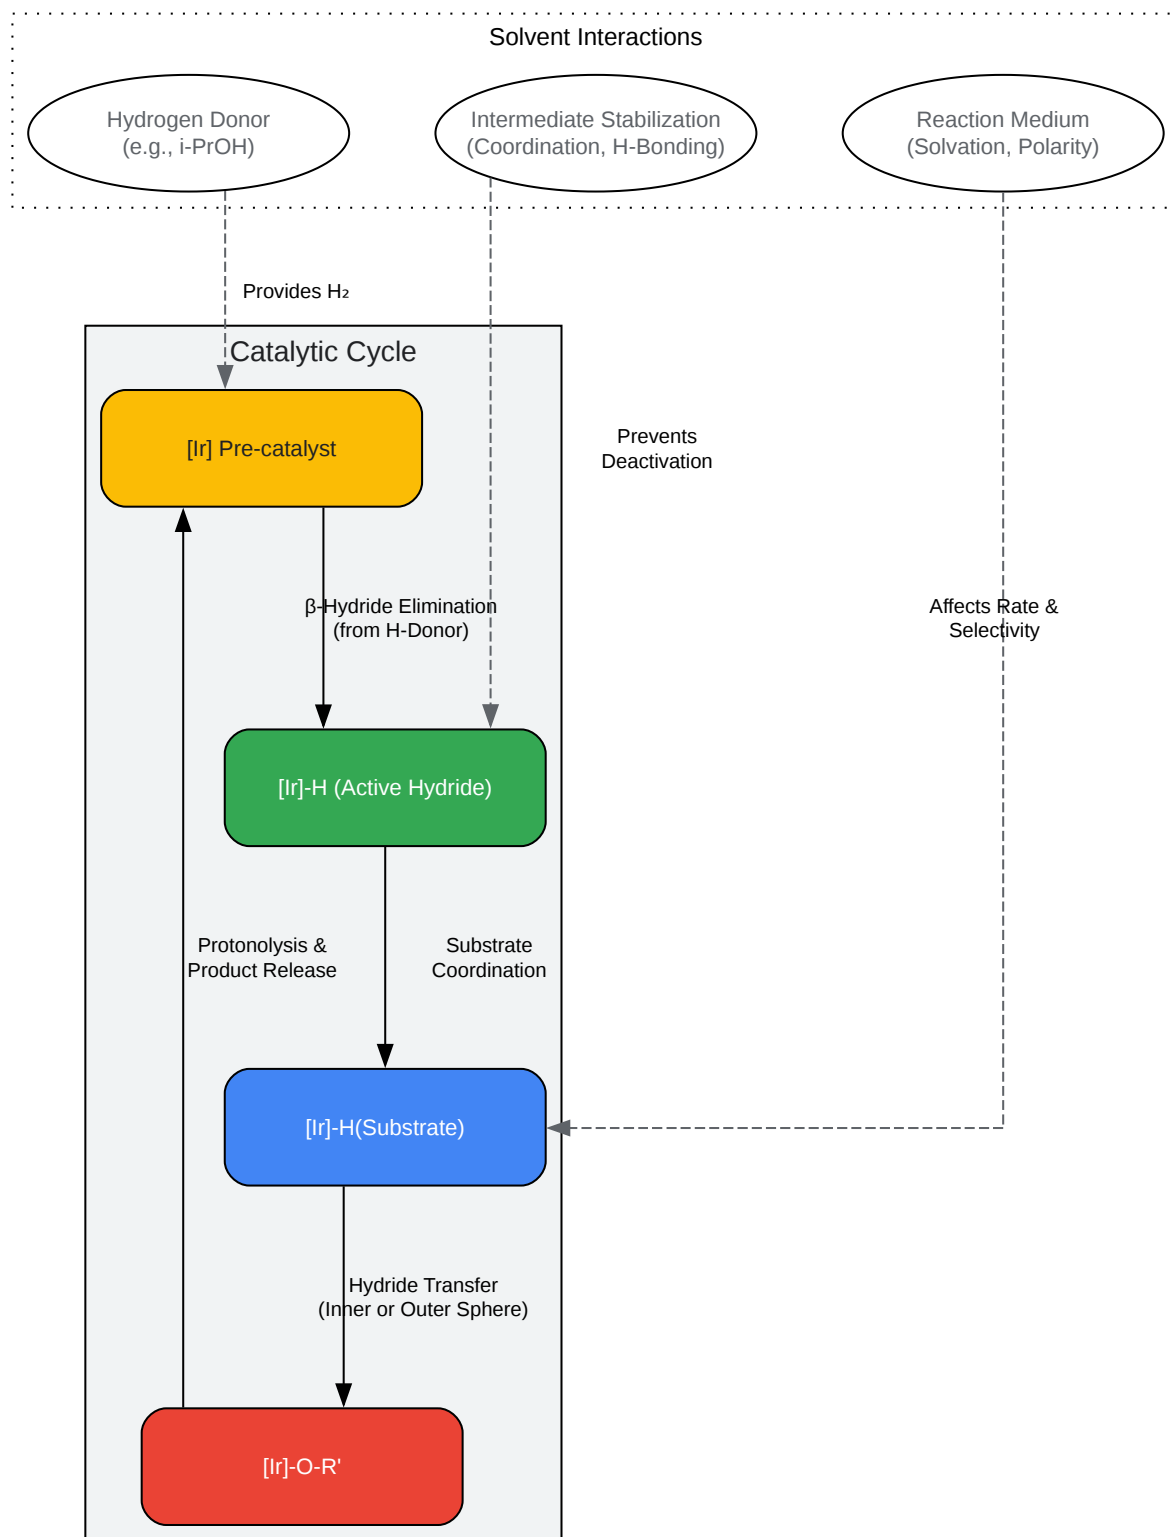 Solvent Interactions
Hydrogen Donor
(e.g., i-PrOH)
Intermediate Stabilization
(Coordination, H-Bonding)
Reaction Medium
(Solvation, Polarity)
Provides H₂
Catalytic Cycle
[Ir] Pre-catalyst
Prevents
Deactivation
β-Hydride Elimination
(from H-Donor)
Affects Rate &
Selectivity
[Ir]-H (Active Hydride)
Protonolysis &
Product Release
Substrate
Coordination
[Ir]-H(Substrate)
Hydride Transfer
(Inner or Outer Sphere)
[Ir]-O-R'